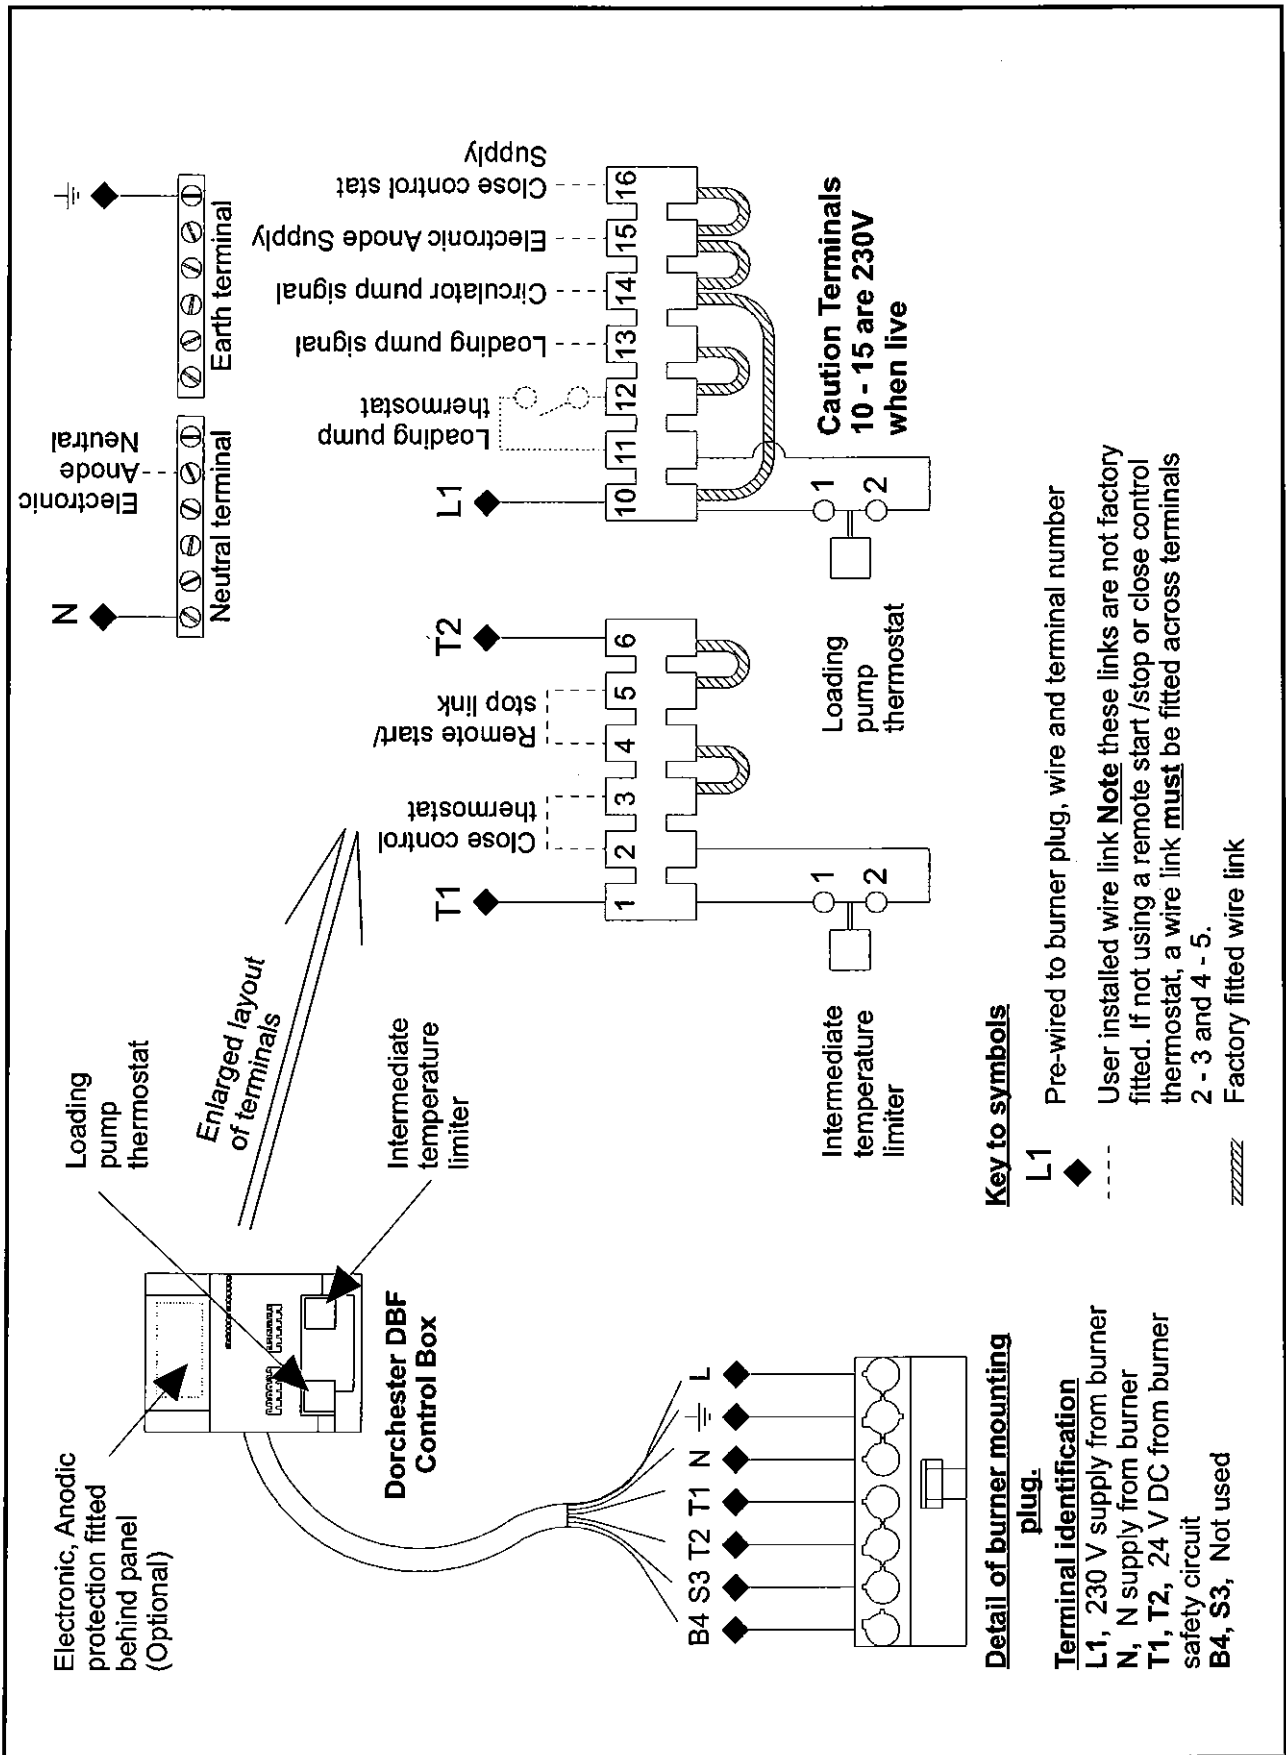 Electronic, Anodic
protection fitted
behind panel
(Optional)
Loading
pump
thermostat
Enlarged layout
of terminals
Intermediate
temperature
limiter
Dorchester DBF
Control Box
B4 S3 T2 T1 N L
Detail of burner mounting
plug.
Terminal identification
L1, 230 V supply from burner
N, N supply from burner
T1, T2, 24 V DC from burner
safety circuit
B4, S3, Not used
N
Electronic
Anode
Neutral
Neutral terminal
Earth terminal
T1
Close control
thermostat
Remote start/
stop link
T2
1 2 3 4 5 6
1
2
Intermediate
temperature
limiter
L1
Loading pump
thermostat
Loading pump signal
Circulator pump signal
Electronic Anode Supply
Close control stat
Supply
10 11 12 13 14 15 16
1
2
Loading
pump
thermostat
Caution Terminals
10 - 15 are 230V
when live
Key to symbols
L1
Pre-wired to burner plug, wire and terminal number
User installed wire link Note these links are not factory
fitted. If not using a remote start /stop or close control
thermost, a wire link must be fitted across terminals
2 - 3 and 4 - 5.
Factory fitted wire link